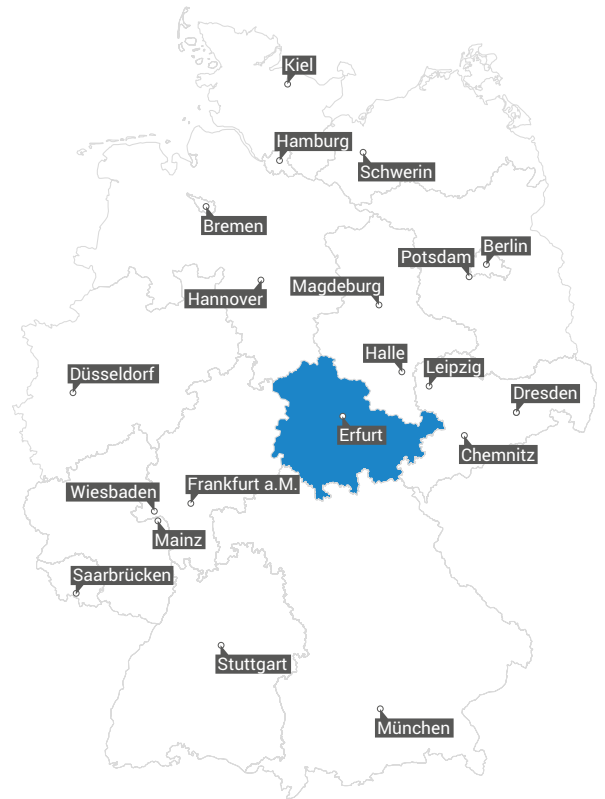 Kiel
Hamburg
Schwerin
Bremen
Berlin
Potsdam
Magdeburg
Hannover
Halle
Leipzig
Düsseldorf
Dresden
Erfurt
Chemnitz
Frankfurt a.M.
Wiesbaden
Mainz
Saarbrücken
Stuttgart
München